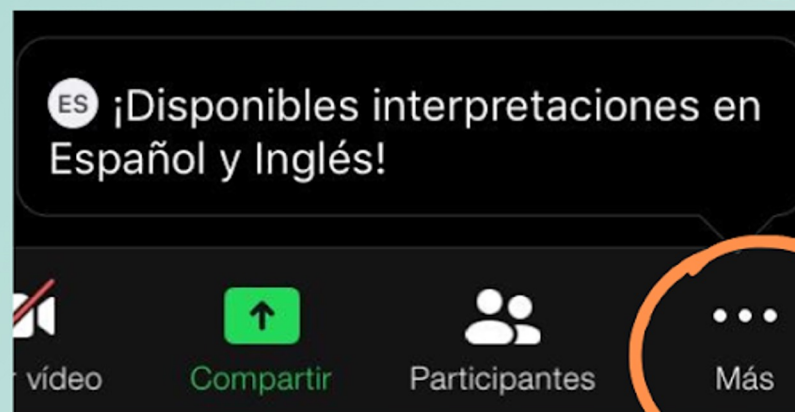 ES ¡Disponibles interpretaciones en
Español y Inglés!
vídeo Compartir Participantes Más